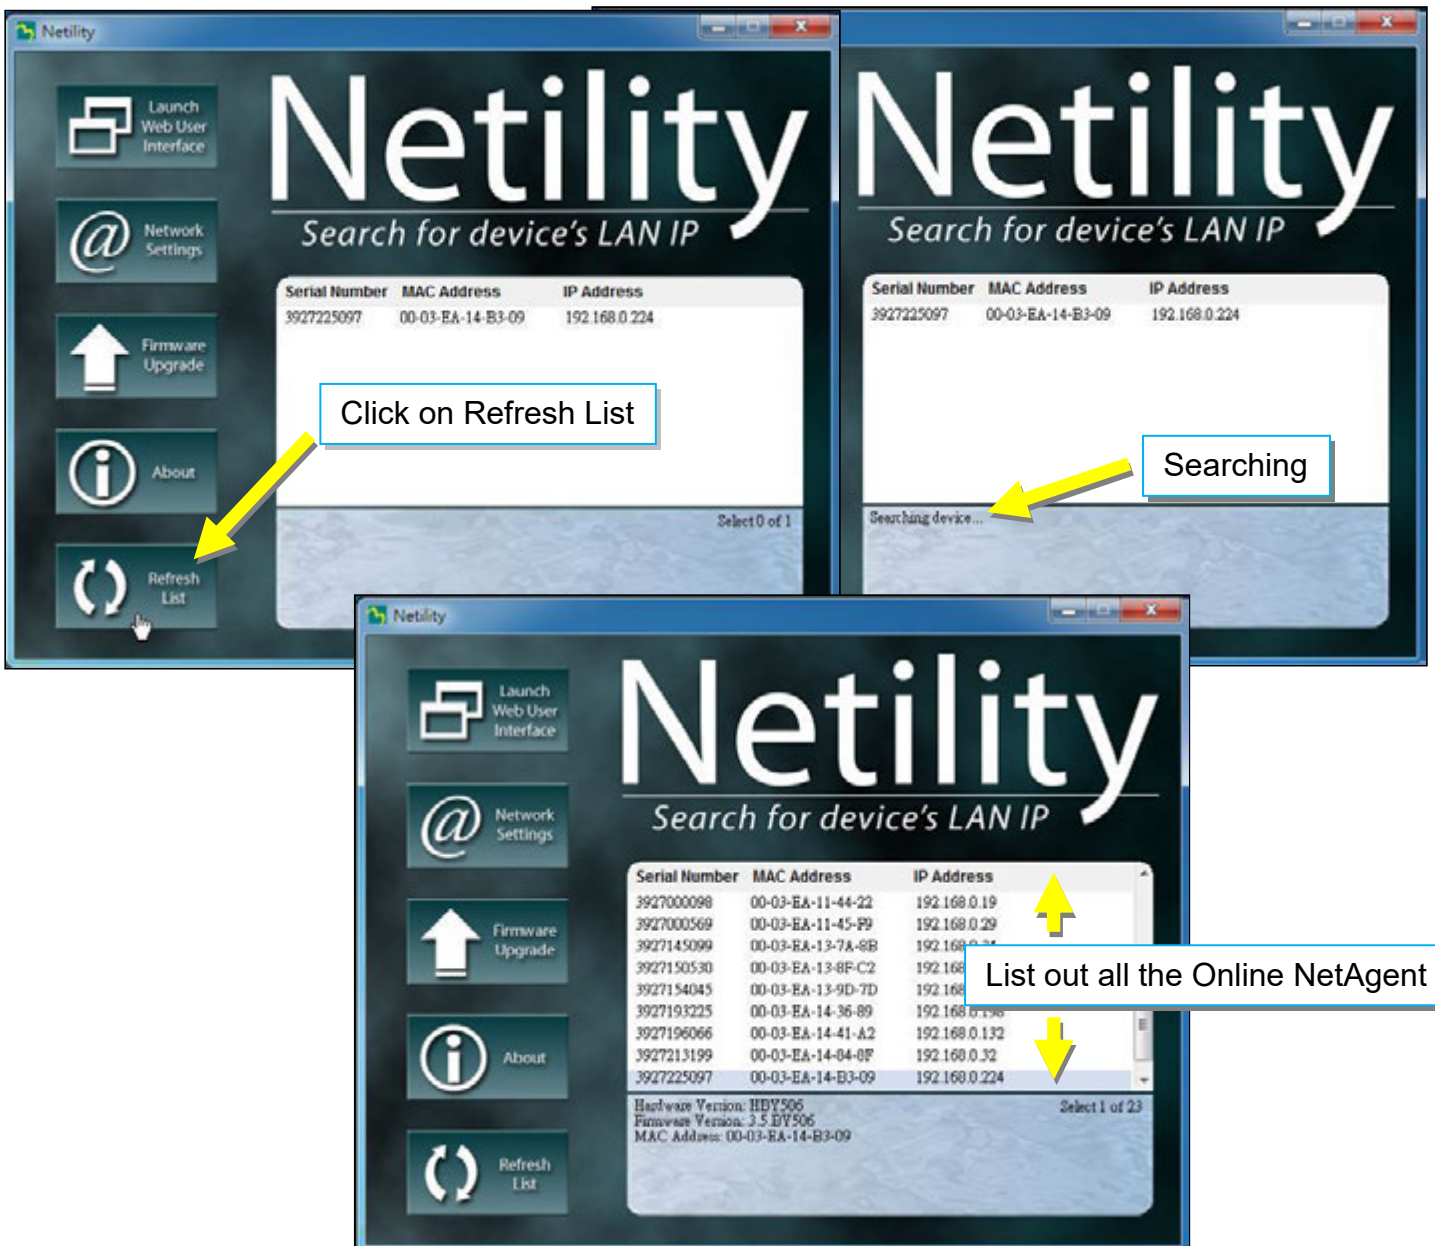 Netility
Launch
Web User
Interface
Network
Settings
Firmware
Upgrade
About
Refresh
List
Netility
Search for device's LAN IP
Serial Number MAC Address IP Address
3927225097 00-03-EA-14-B3-09 192.168.0.224
Click on Refresh List
Select 0 of 1
Netility
Search for device's LAN IP
Serial Number MAC Address IP Address
3927225097 00-03-EA-14-B3-09 192.168.0.224
Searching
Searching device...
Netility
Launch
Web User
Interface
Network
Settings
Firmware
Upgrade
About
Refresh
List
Netility
Search for device's LAN IP
Serial Number MAC Address IP Address
3927000098 00-03-EA-11-44-22 192.168.0.19
3927000569 00-03-EA-11-45-F9 192.168.0.29
3927145099 00-03-EA-13-7A-8B
3927150530 00-03-EA-13-8F-C2 192.168
3927154045 00-03-EA-13-9D-7D 192.168
3927193225 00-03-EA-14-36-89 192.168.0.198
3927196066 00-03-EA-14-41-A2 192.168.0.132
3927213199 00-03-EA-14-84-8F 192.168.0.32
3927225097 00-03-EA-14-B3-09 192.168.0.224
List out all the Online NetAgent
Hardware Version: HBY506
Firmware Version: 3.5.BY506
MAC Address: 00-03-EA-14-B3-09
Select 1 of 23